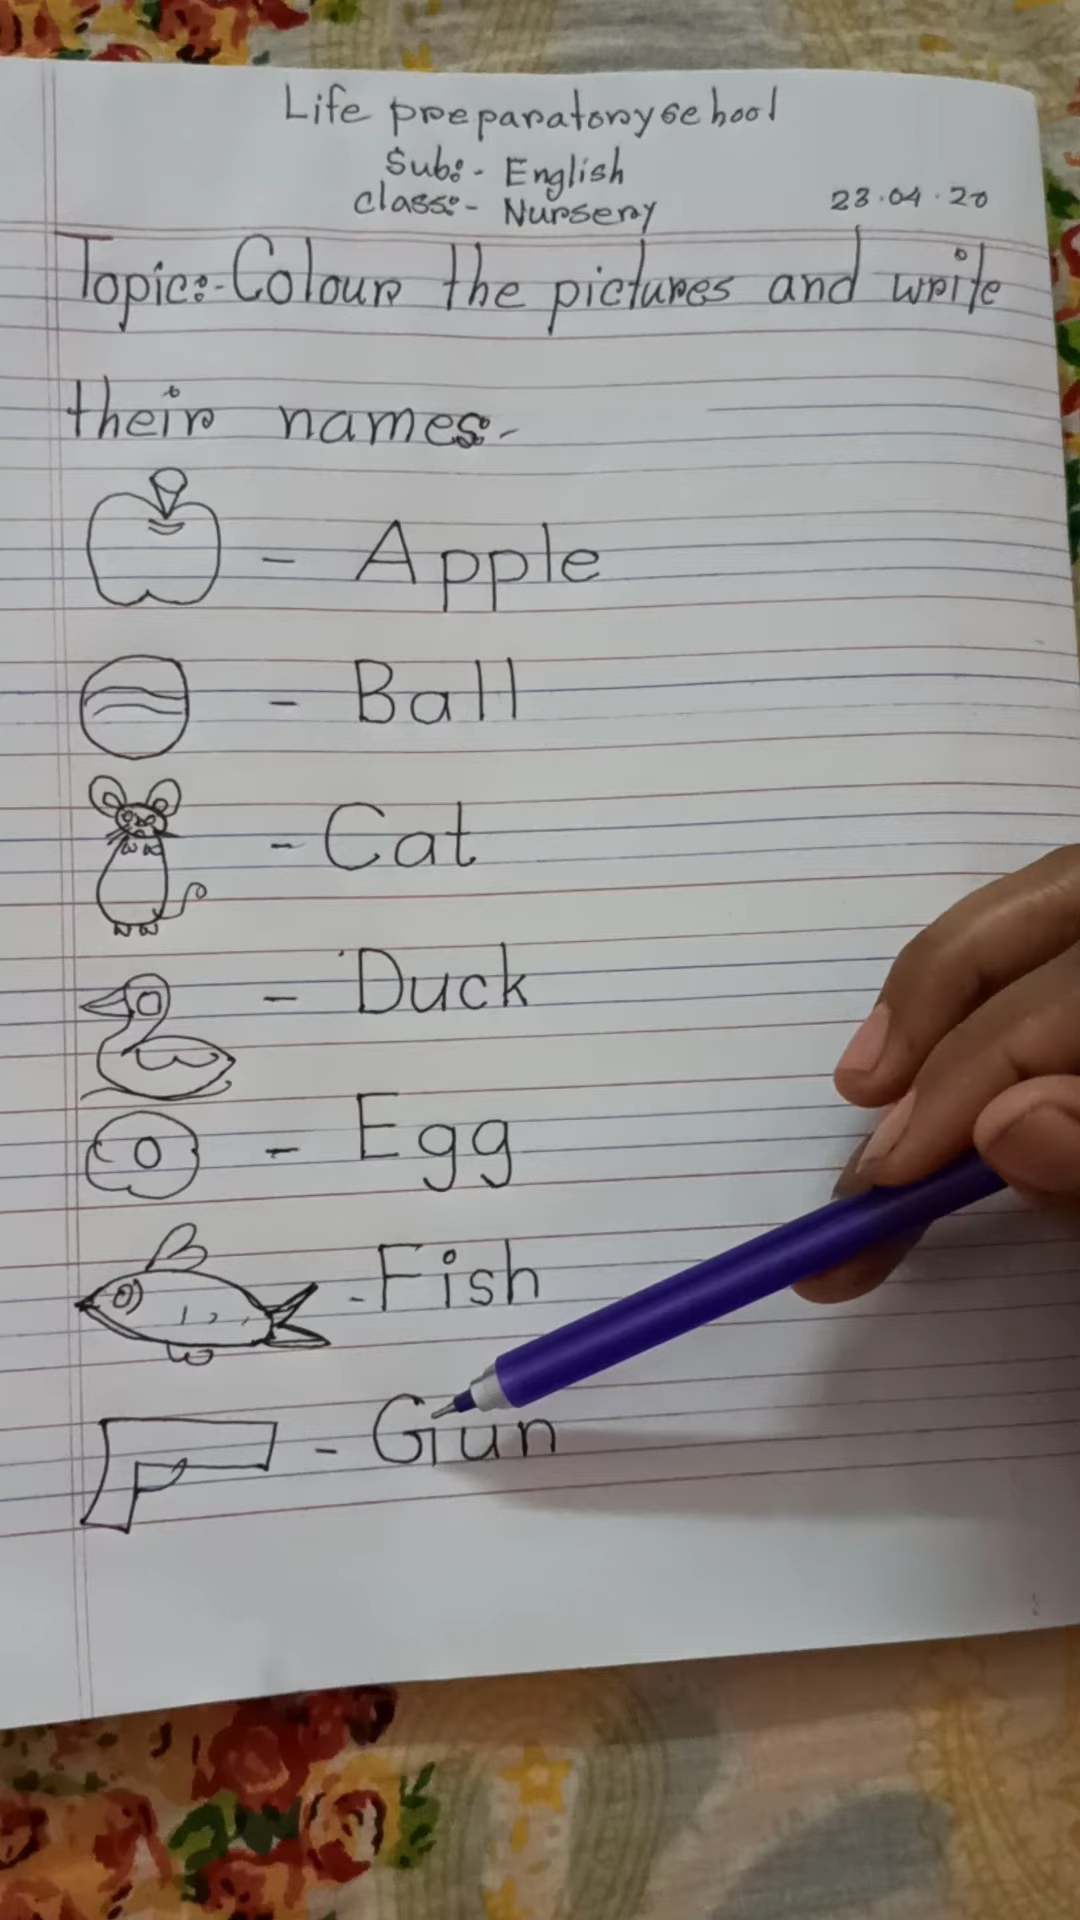 Life preparatory school
Sub:- English
class:- Nursery
23.04.20
Topic:- Colour the pictures and write
their names:-
- Apple
- Ball
- Cat
- Duck
- Egg
- Fish
- Gun